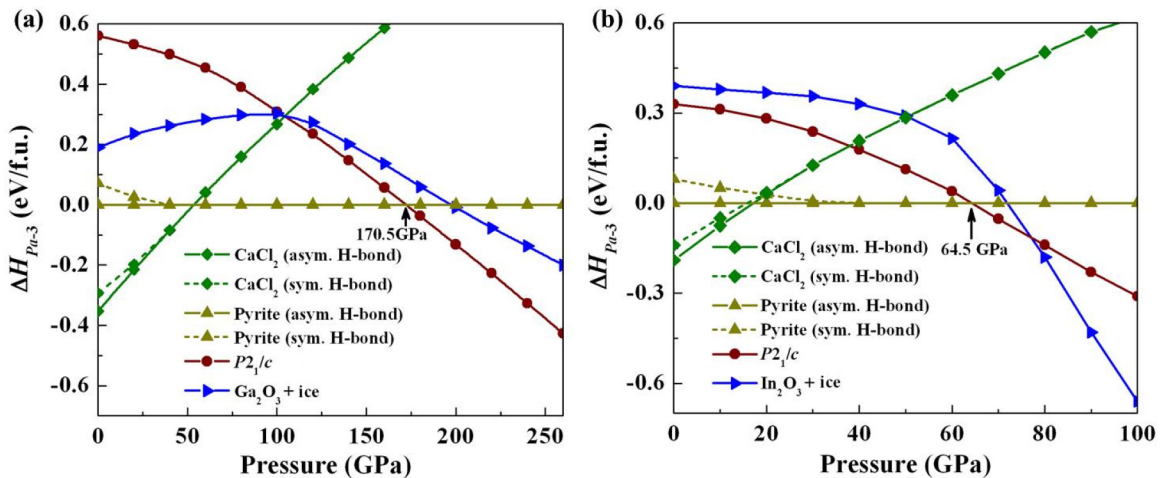 (a)
0.6
0.4
0.2
0.0
-0.2
-0.4
-0.6
ΔH_Pa-3 (eV/f.u.)
170.5GPa
CaCl2 (asym. H-bond)
CaCl2 (sym. H-bond)
Pyrite (asym. H-bond)
Pyrite (sym. H-bond)
P2₁/c
Ga2O3 + ice
0 50 100 150 200 250
Pressure (GPa)
(b)
0.6
0.3
0.0
-0.3
-0.6
ΔH_Pa-3 (eV/f.u.)
64.5 GPa
CaCl2 (asym. H-bond)
CaCl2 (sym. H-bond)
Pyrite (asym. H-bond)
Pyrite (sym. H-bond)
P2₁/c
In2O3 + ice
0 20 40 60 80 100
Pressure (GPa)